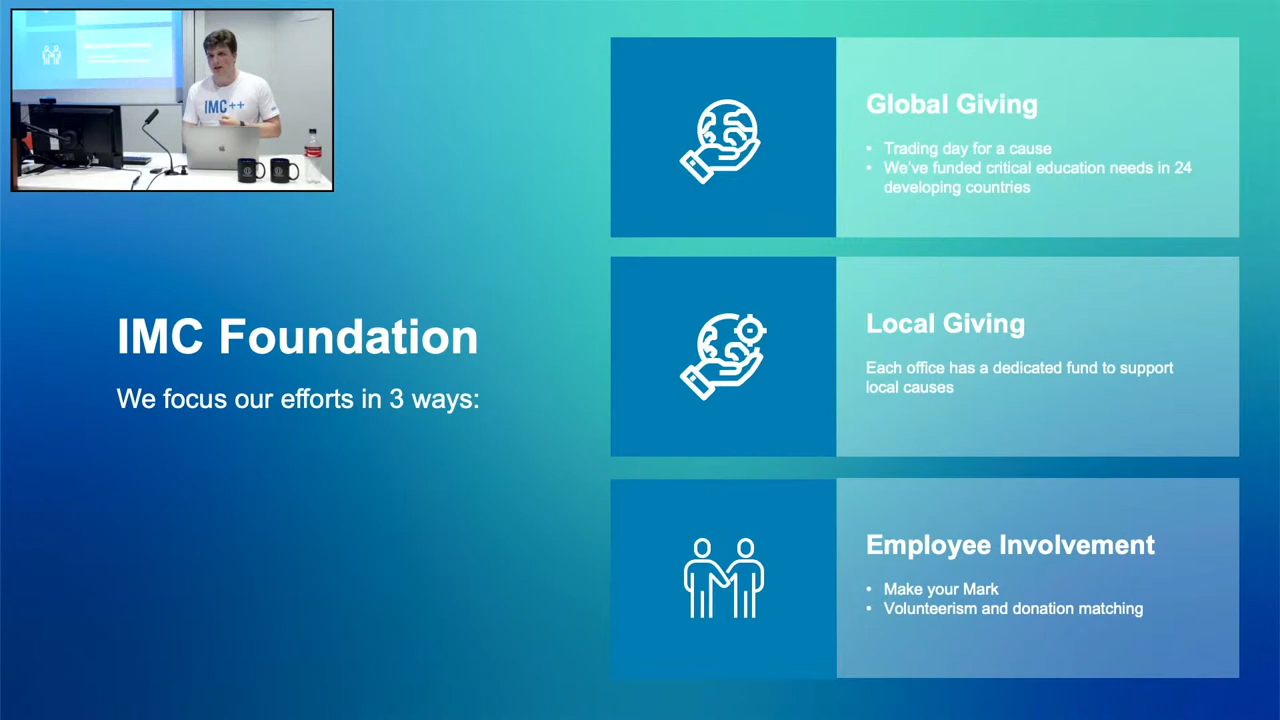 IMC++
IMC Foundation
We focus our efforts in 3 ways:
Global Giving
• Trading day for a cause
• We've funded critical education needs in 24
developing countries
Local Giving
Each office has a dedicated fund to support
local causes
Employee Involvement
• Make your Mark
• Volunteerism and donation matching